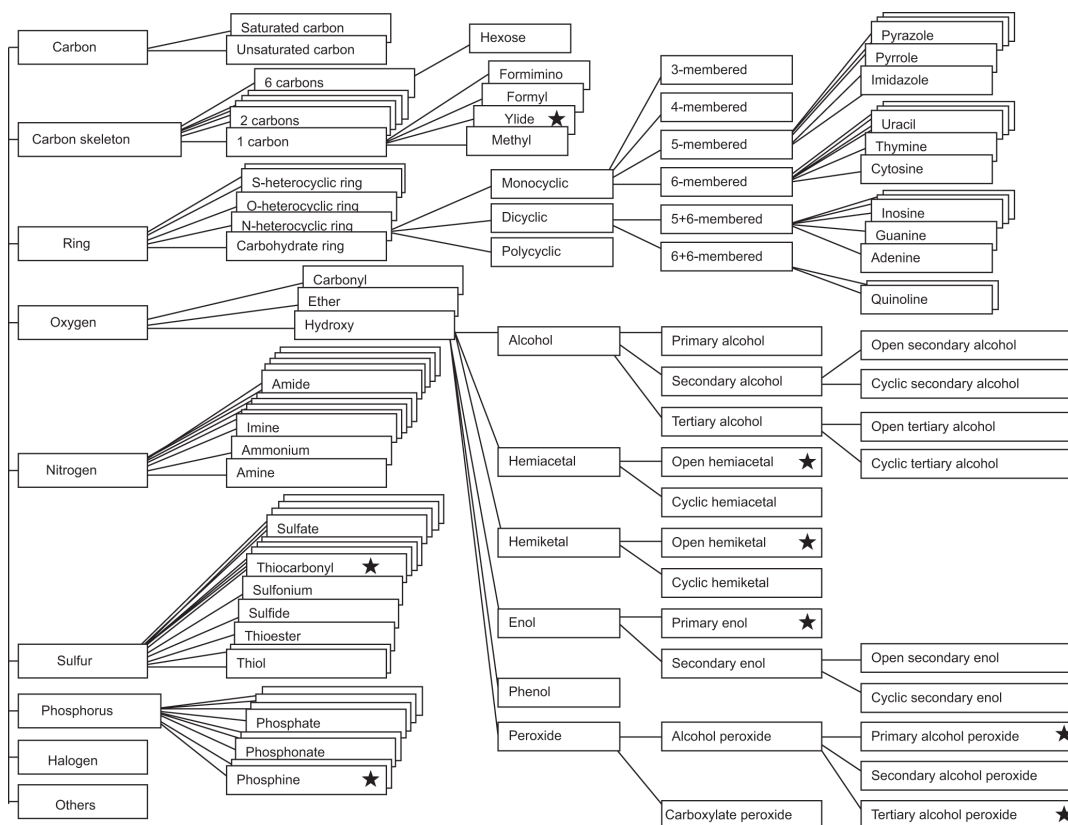 Carbon
Saturated carbon
Unsaturated carbon
Carbon skeleton
6 carbons
2 carbons
1 carbon
Hexose
Formimino
Formyl
Ylide ★
Methyl
Ring
S-heterocyclic ring
O-heterocyclic ring
N-heterocyclic ring
Carbohydrate ring
Monocyclic
Dicyclic
Polycyclic
3-membered
4-membered
5-membered
6-membered
5+6-membered
6+6-membered
Pyrazole
Pyrrole
Imidazole
Uracil
Thymine
Cytosine
Inosine
Guanine
Adenine
Quinoline
Oxygen
Carbonyl
Ether
Hydroxy
Alcohol
Primary alcohol
Secondary alcohol
Open secondary alcohol
Cyclic secondary alcohol
Tertiary alcohol
Open tertiary alcohol
Cyclic tertiary alcohol
Hemiacetal
Open hemiacetal ★
Cyclic hemiacetal
Hemiketal
Open hemiketal ★
Cyclic hemiketal
Enol
Primary enol ★
Secondary enol
Open secondary enol
Cyclic secondary enol
Phenol
Peroxide
Alcohol peroxide
Primary alcohol peroxide ★
Secondary alcohol peroxide
Tertiary alcohol peroxide ★
Carboxylate peroxide
Nitrogen
Amide
Imine
Ammonium
Amine
Sulfur
Sulfate
Thiocarbonyl ★
Sulfonium
Sulfide
Thioester
Thiol
Phosphorus
Phosphate
Phosphonate
Phosphine ★
Halogen
Others